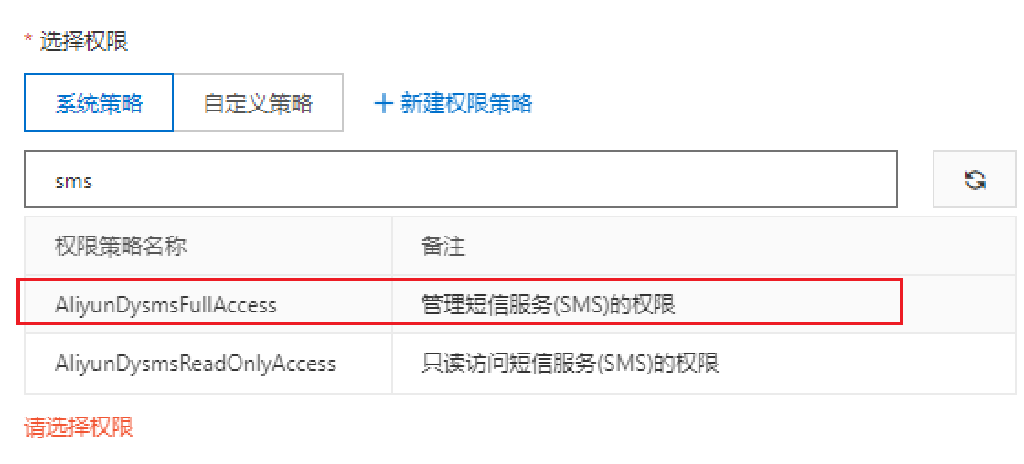 * 选择权限
系统策略 自定义策略 + 新建权限策略
sms
权限策略名称 备注
AliyunDysmsFullAccess 管理短信服务(SMS)的权限
AliyunDysmsReadOnlyAccess 只读访问短信服务(SMS)的权限
请选择权限